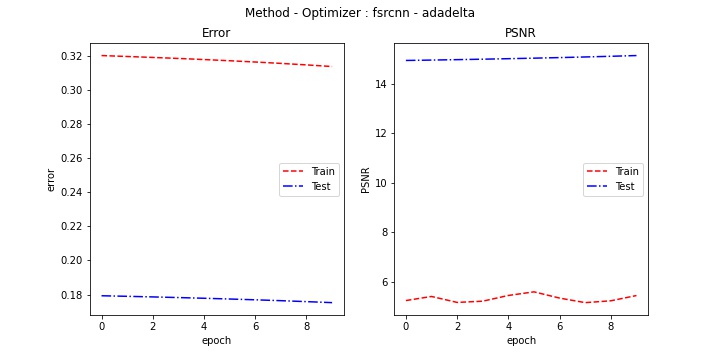 Method - Optimizer : fsrcnn - adadelta
Error
0.32
0.30
0.28
0.26
0.24
0.22
0.20
0.18
error
0 2 4 6 8
epoch
Train
Test
PSNR
14
12
10
8
6
PSNR
0 2 4 6 8
epoch
Train
Test